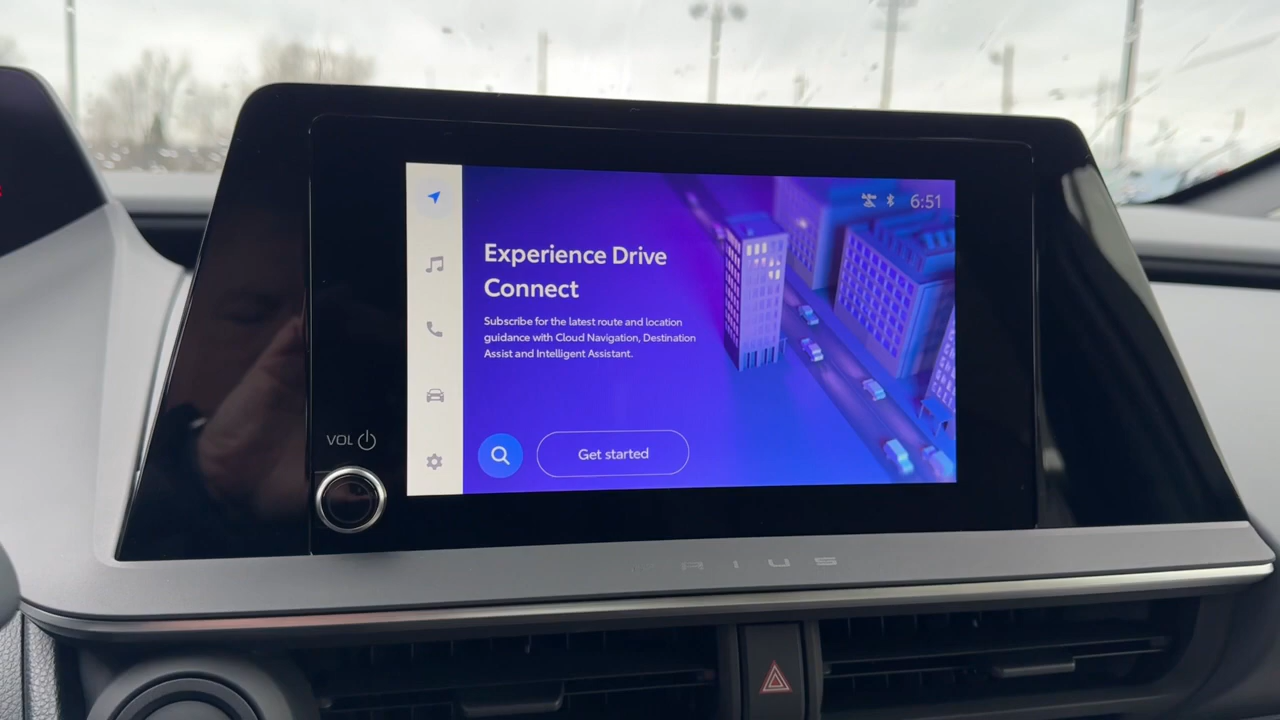 6:51
Experience Drive
Connect
Subscribe for the latest route and location
guidance with Cloud Navigation, Destination
Assist and Intelligent Assistant.
Get started
VOL
RIUS